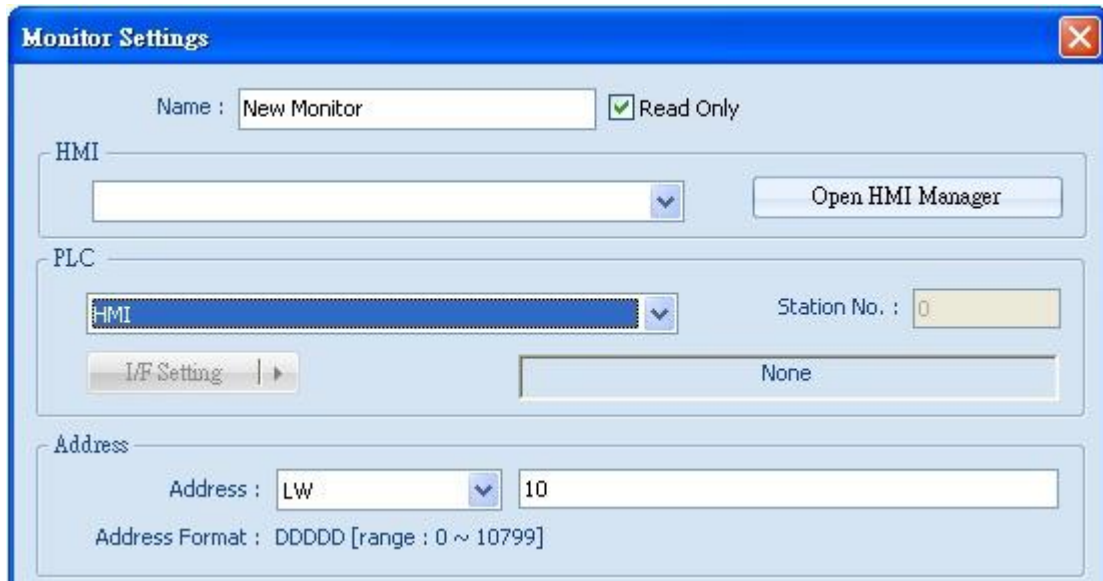 Monitor Settings
Name : New Monitor Read Only
HMI
Open HMI Manager
PLC
HMI Station No. : 0
I/F Setting None
Address
Address : LW 10
Address Format : DDDDD [range : 0 ~ 10799]